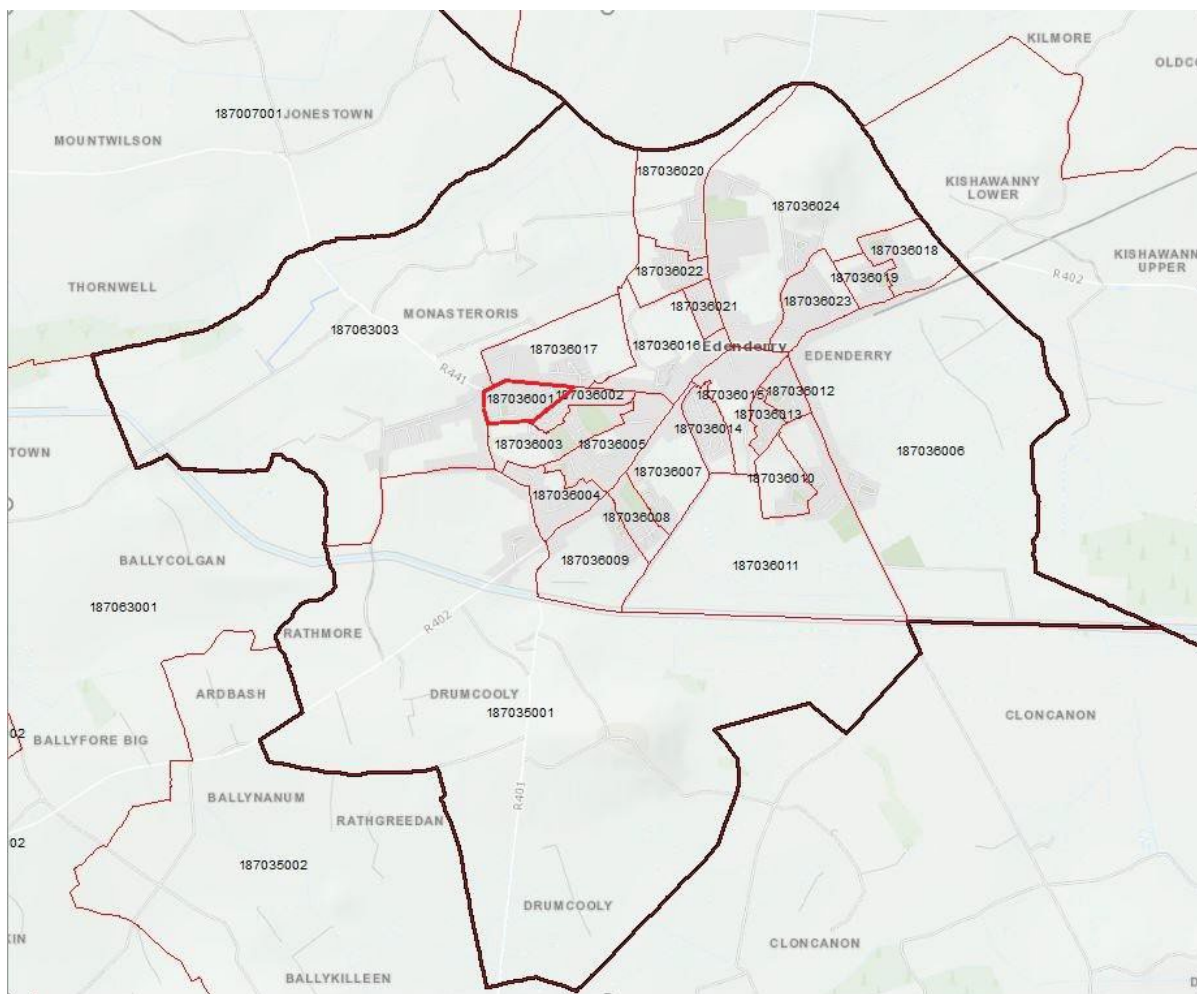 KILMORE
OLDC
187007001 JONESTOWN
MOUNTWILSON
187036020
KISHAWANNY
LOWER
187036024
187036018
KISHAWANN
UPPER
187036022
187036019
R402
THORNWELL
187036023
187036021
MONASTERORIS
187063003
187036016
Edenderry
187036017
EDENDERRY
R441
187036001
187036002
187036015
187036012
187036013
187036014
187036003
187036005
TOWN
187036006
187036007
187036010
187036004
187036008
187036009
187036011
BALLYCOLGAN
187063001
R402
RATHMORE
ARDBASH
DRUMCOOLY
187035001
CLONCANON
02
BALLYFORE BIG
BALLYNANUM
R401
RATHGREEDAN
02
187035002
DRUMCOOLY
KIN
CLONCANON
BALLYKILLEEN
D